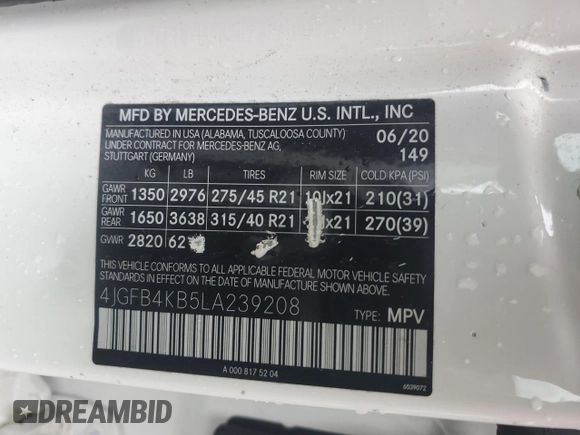 MFD BY MERCEDES-BENZ U.S. INTL., INC
MANUFACTURED IN USA (ALABAMA, TUSCALOOSA COUNTY) 06/20
UNDER CONTRACT FOR MERCEDES-BENZ AG, 149
STUTTGART (GERMANY)
KG LB TIRES RIM SIZE COLD KPA (PSI)
GAWR FRONT 1350 2976 275/45 R21 210(31)
GAWR REAR 1650 3638 315/40 R21 270(39)
GVWR 2820
THIS VEHICLE CONFORMS TO ALL APPLICABLE FEDERAL MOTOR VEHICLE SAFETY
STANDARDS IN EFFECT ON THE DATE OF MANUFACTURE SHOWN ABOVE.
4JGFB4KB5LA239208 TYPE: MPV
A 000 817 52 04
6539072
DREAMBID